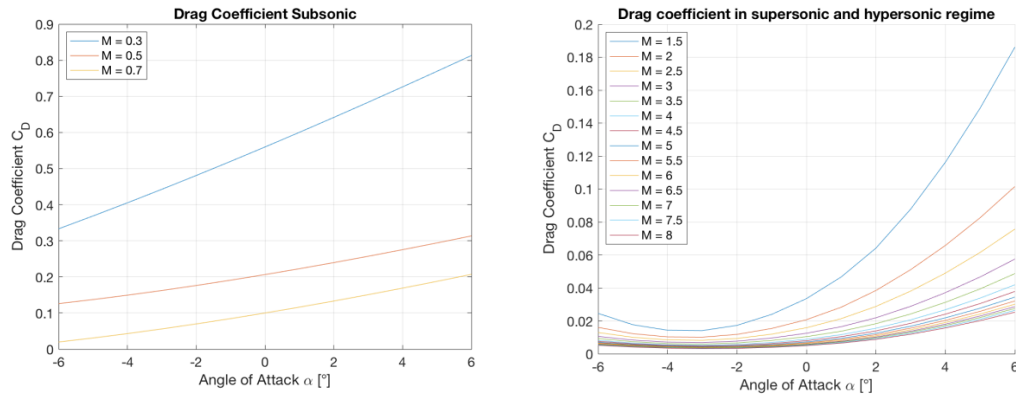 Drag Coefficient Subsonic
0.9
0.8
0.7
0.6
0.5
0.4
0.3
0.2
0.1
0
-6
-4
-2
0
2
4
6
Drag Coefficient C_D
Angle of Attack α [°]
M = 0.3
M = 0.5
M = 0.7
Drag coefficient in supersonic and hypersonic regime
0.2
0.18
0.16
0.14
0.12
0.1
0.08
0.06
0.04
0.02
0
-6
-4
-2
0
2
4
6
Drag Coefficient C_D
Angle of Attack α [°]
M = 1.5
M = 2
M = 2.5
M = 3
M = 3.5
M = 4
M = 4.5
M = 5
M = 5.5
M = 6
M = 6.5
M = 7
M = 7.5
M = 8